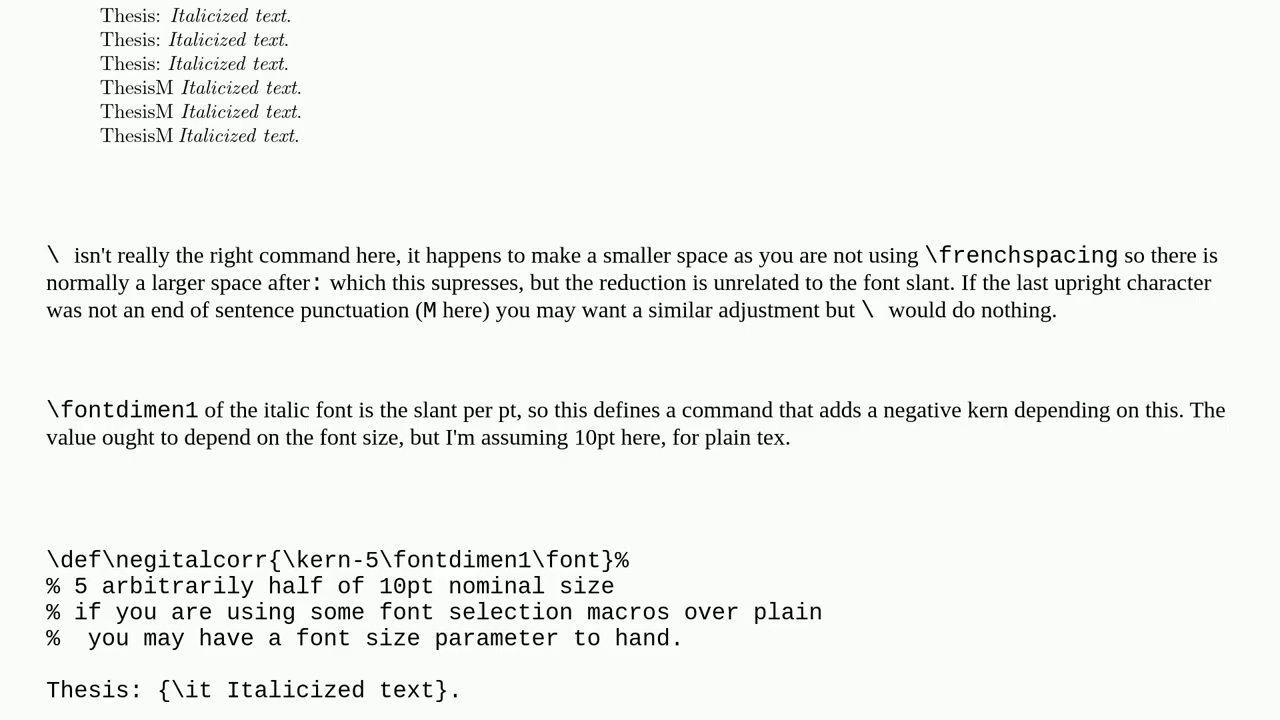 Thesis: Italicized text.
Thesis: Italicized text.
Thesis: Italicized text.
ThesisM Italicized text.
ThesisM Italicized text.
ThesisM Italicized text.
\ isn't really the right command here, it happens to make a smaller space as you are not using \frenchspacing so there is
normally a larger space after: which this supresses, but the reduction is unrelated to the font slant. If the last upright character
was not an end of sentence punctuation (M here) you may want a similar adjustment but \ would do nothing.
\fontdimen1 of the italic font is the slant per pt, so this defines a command that adds a negative kern depending on this. The
value ought to depend on the font size, but I'm assuming 10pt here, for plain tex.
\def\negitalcorr{\kern-5\fontdimen1\font}%
% 5 arbitrarily half of 10pt nominal size
% if you are using some font selection macros over plain
%  you may have a font size parameter to hand.
Thesis: {\it Italicized text}.